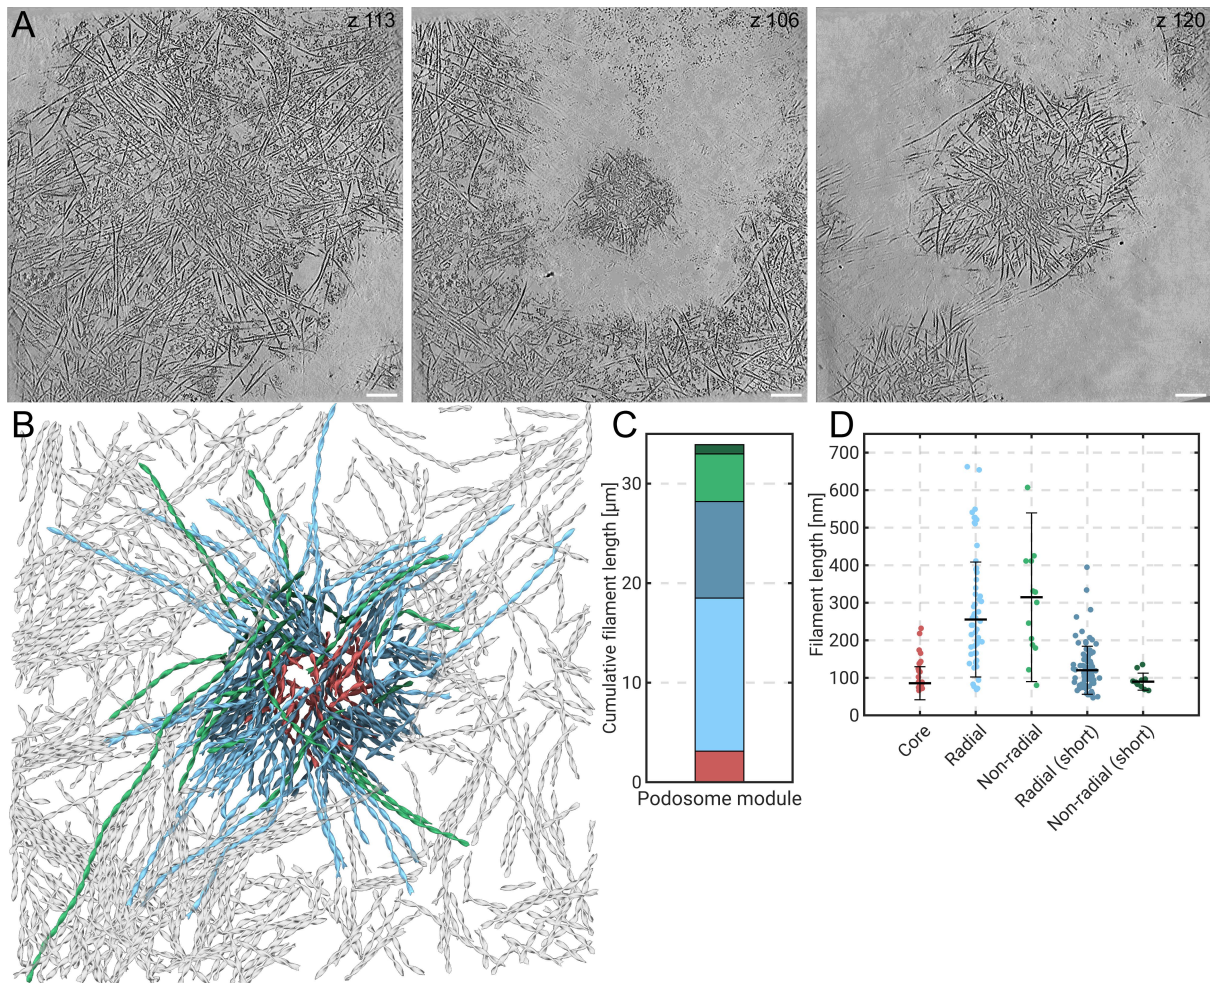 A
z 113
z 106
z 120
B
C
D
Cumulative filament length [µm]
30
20
10
0
Podosome module
Filament length [nm]
700
600
500
400
300
200
100
0
Core
Radial
Non-radial
Radial (short)
Non-radial (short)